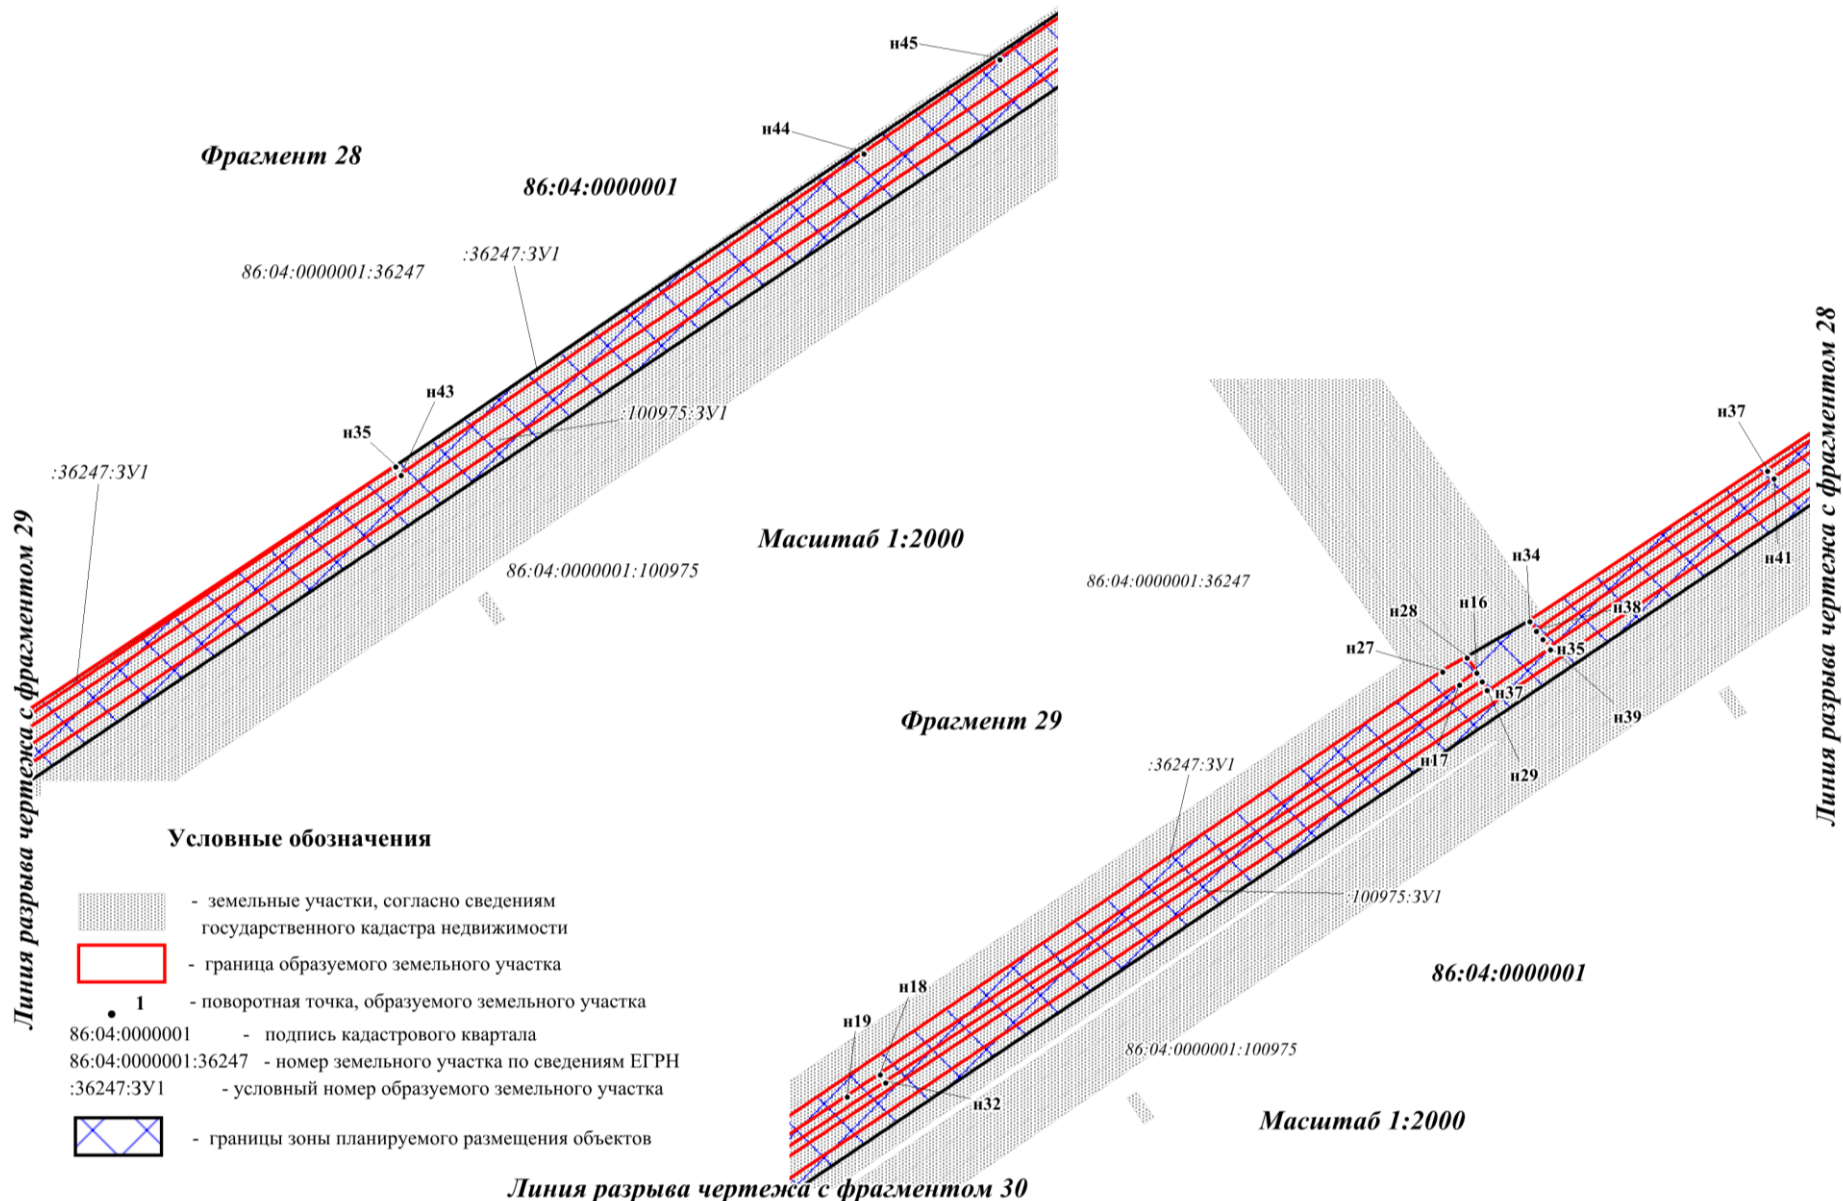 н45
н44
Фрагмент 28
86:04:0000001
:36247:ЗУ1
86:04:0000001:36247
н43
:100975:ЗУ1
н35
:36247:ЗУ1
Линия разрыва чертежа с фрагментом 29
Масштаб 1:2000
86:04:0000001:100975
Линия разрыва чертежа с фрагментом 28
н37
н41
н34
86:04:0000001:36247
н16
н28
н38
н27
н35
н37
н39
Фрагмент 29
н17
:36247:ЗУ1
н29
:100975:ЗУ1
86:04:0000001
н18
н19
86:04:0000001:100975
н32
Масштаб 1:2000
Линия разрыва чертежа с фрагментом 30
Условные обозначения
- земельные участки, согласно сведениям
государственного кадастра недвижимости
- граница образуемого земельного участка
1 - поворотная точка, образуемого земельного участка
86:04:0000001 - подпись кадастрового квартала
86:04:0000001:36247 - номер земельного участка по сведениям ЕГРН
:36247:ЗУ1 - условный номер образуемого земельного участка
- границы зоны планируемого размещения объектов